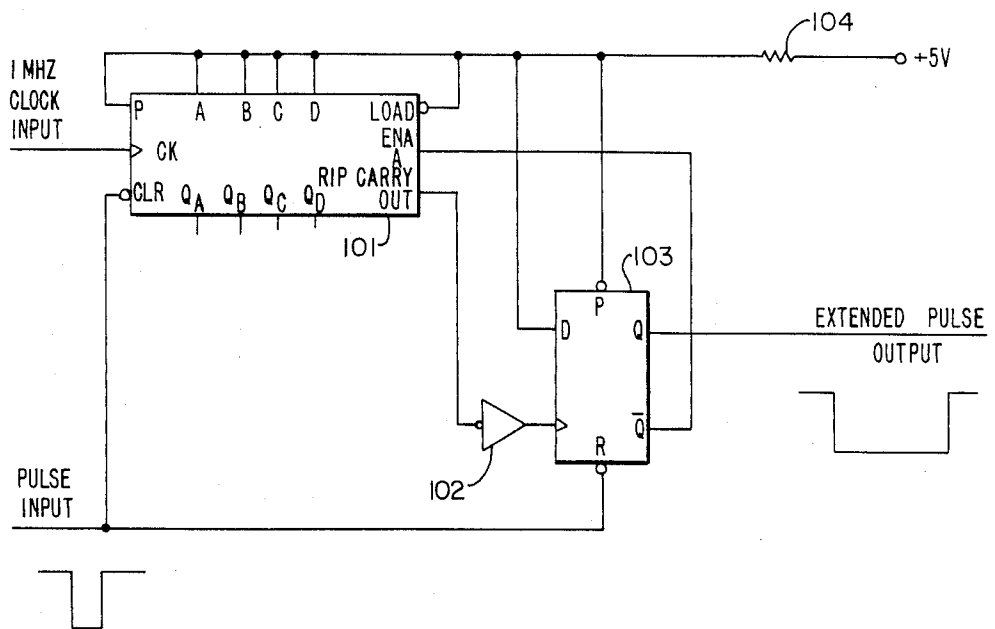 104
+5V
1 MHZ
CLOCK
INPUT
P A B C D LOAD
CK
ENA
A
RIP CARRY
OUT
CLR QA QB QC QD
101
103
P
D Q
EXTENDED PULSE
OUTPUT
Q̅
R
102
PULSE
INPUT